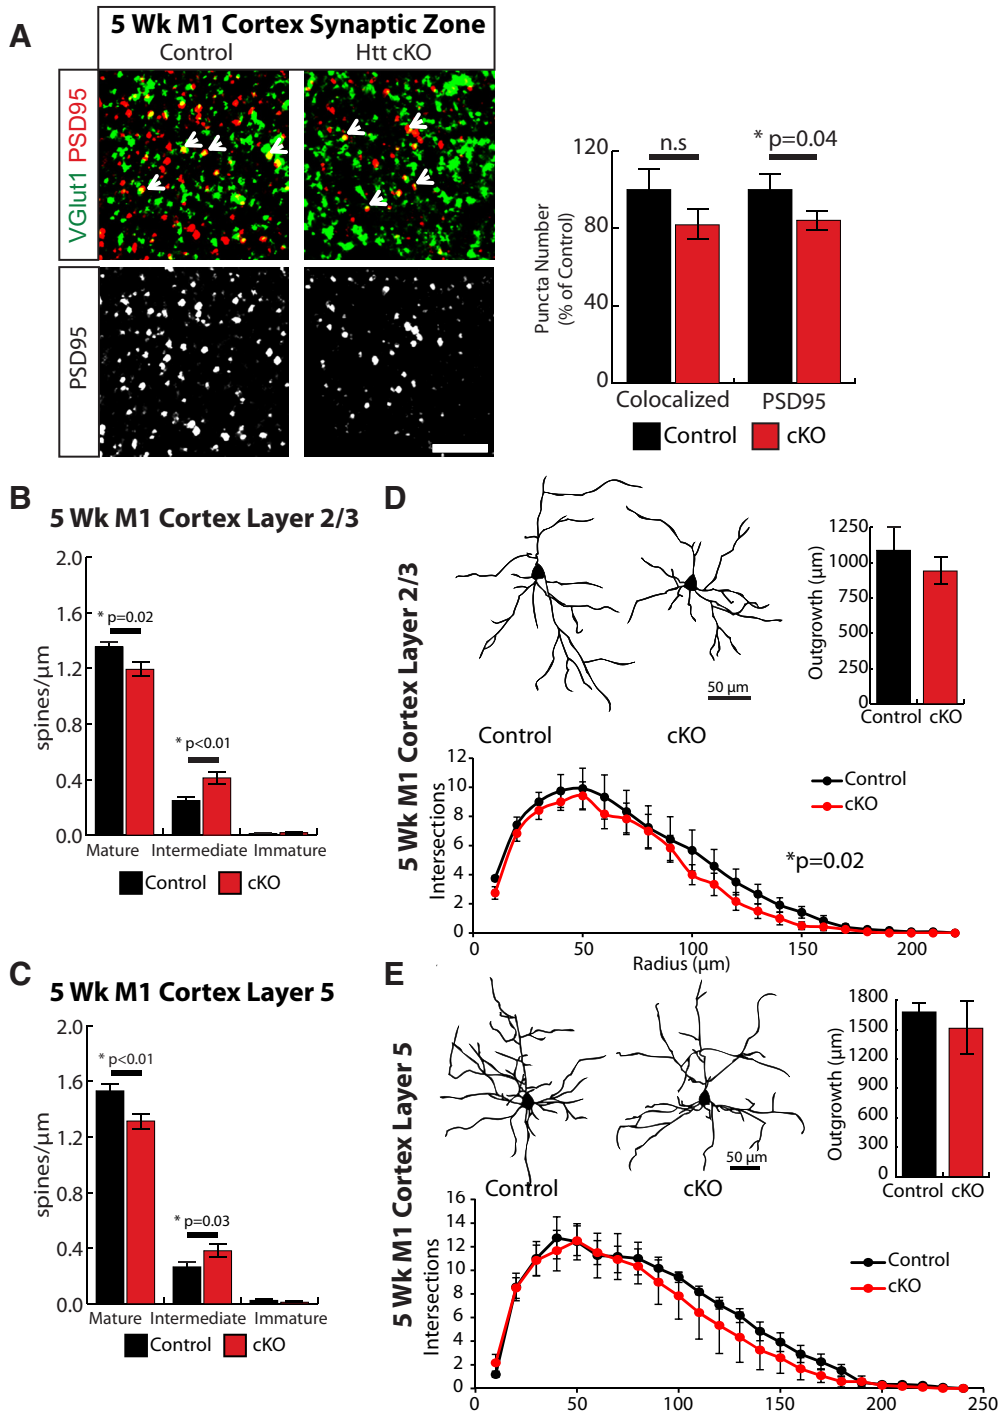 A
5 Wk M1 Cortex Synaptic Zone
Control
Htt cKO
VGlut1 PSD95
PSD95
Puncta Number
(% of Control)
120
80
40
0
n.s
* p=0.04
Colocalized
PSD95
Control
cKO
B
5 Wk M1 Cortex Layer 2/3
spines/μm
2.0
1.6
1.2
0.8
0.4
0.0
* p=0.02
* p<0.01
Mature
Intermediate
Immature
Control
cKO
C
5 Wk M1 Cortex Layer 5
spines/μm
2.0
1.6
1.2
0.8
0.4
0.0
* p<0.01
* p=0.03
Mature
Intermediate
Immature
Control
cKO
D
5 Wk M1 Cortex Layer 2/3
50 μm
Control
cKO
Outgrowth (μm)
1250
1000
750
500
250
0
Control
cKO
Intersections
12
10
8
6
4
2
0
Control
cKO
*p=0.02
0
50
100
150
200
Radius (μm)
E
5 Wk M1 Cortex Layer 5
50 μm
Control
cKO
Outgrowth (μm)
1800
1500
1200
900
600
300
0
Control
cKO
Intersections
16
14
12
10
8
6
4
2
0
Control
cKO
0
50
100
150
200
250